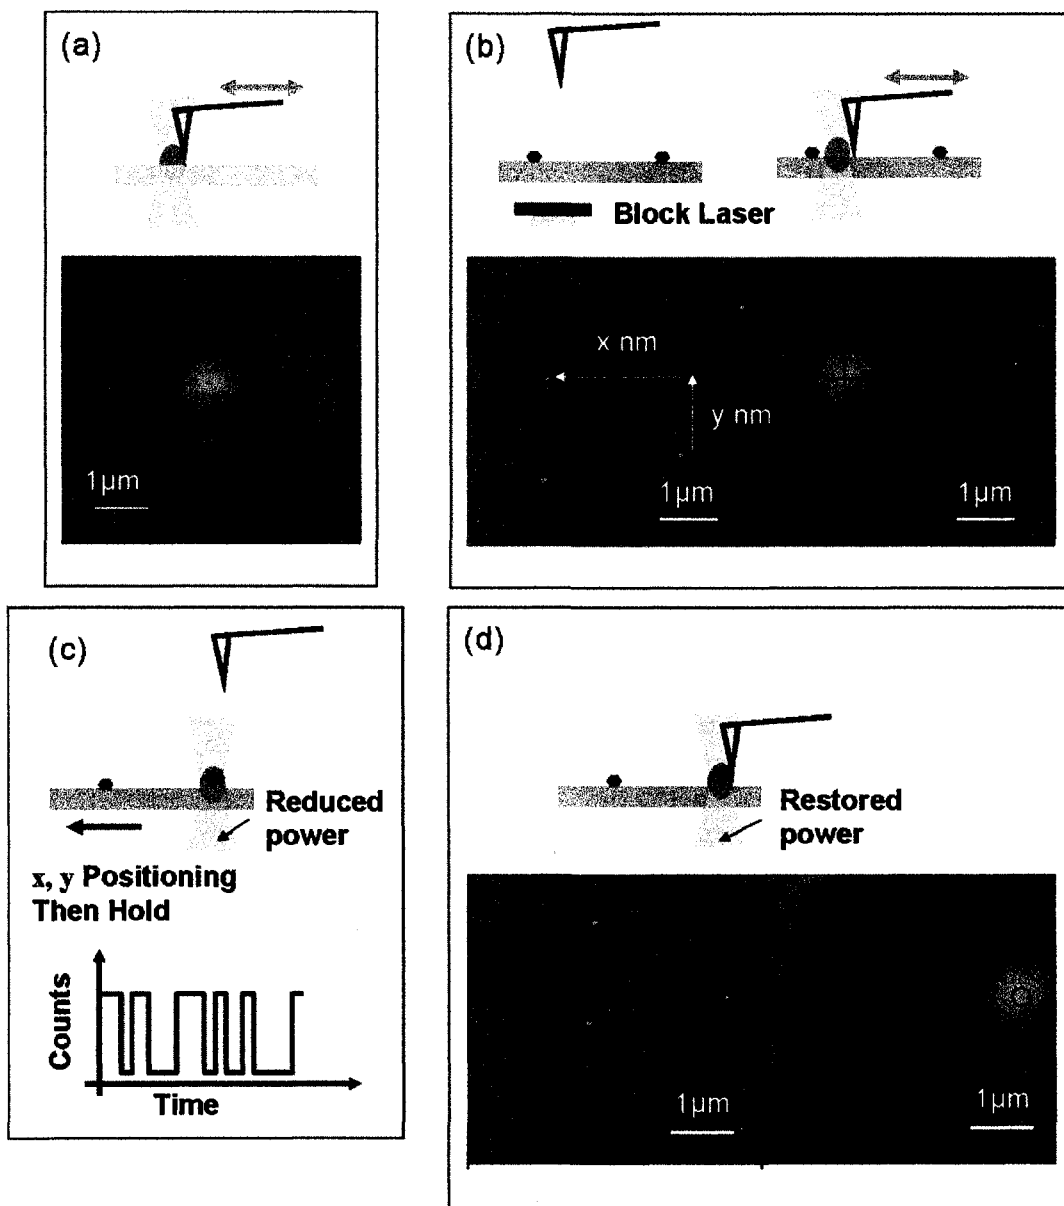 (a)
1μm
(b)
Block Laser
x nm
y nm
1μm
1μm
(c)
Reduced
power
x, y Positioning
Then Hold
Counts
Time
(d)
Restored
power
1μm
1μm